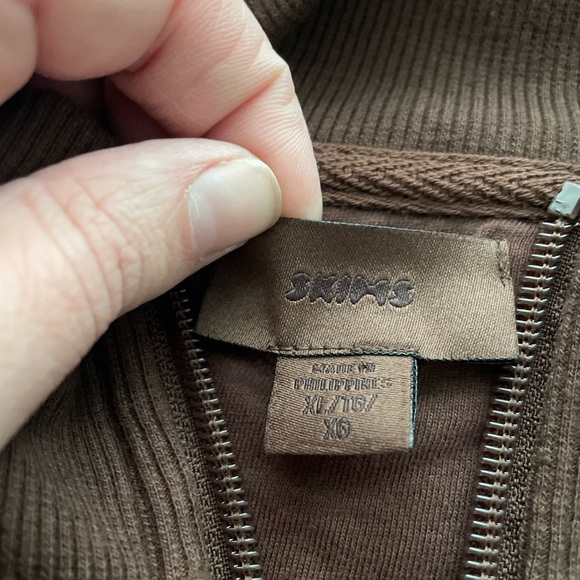 SKIMS
MADE IN
PHILIPPINES
XL/TG/
XG